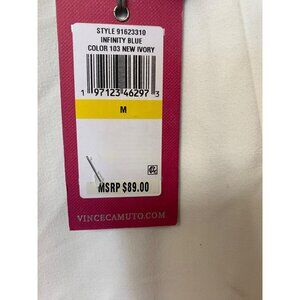 STYLE 91623310
INFINITY BLUE
COLOR 103 NEW IVORY
1 97123 46297 3
M
MSRP $89.00
VINCECAMUTO.COM